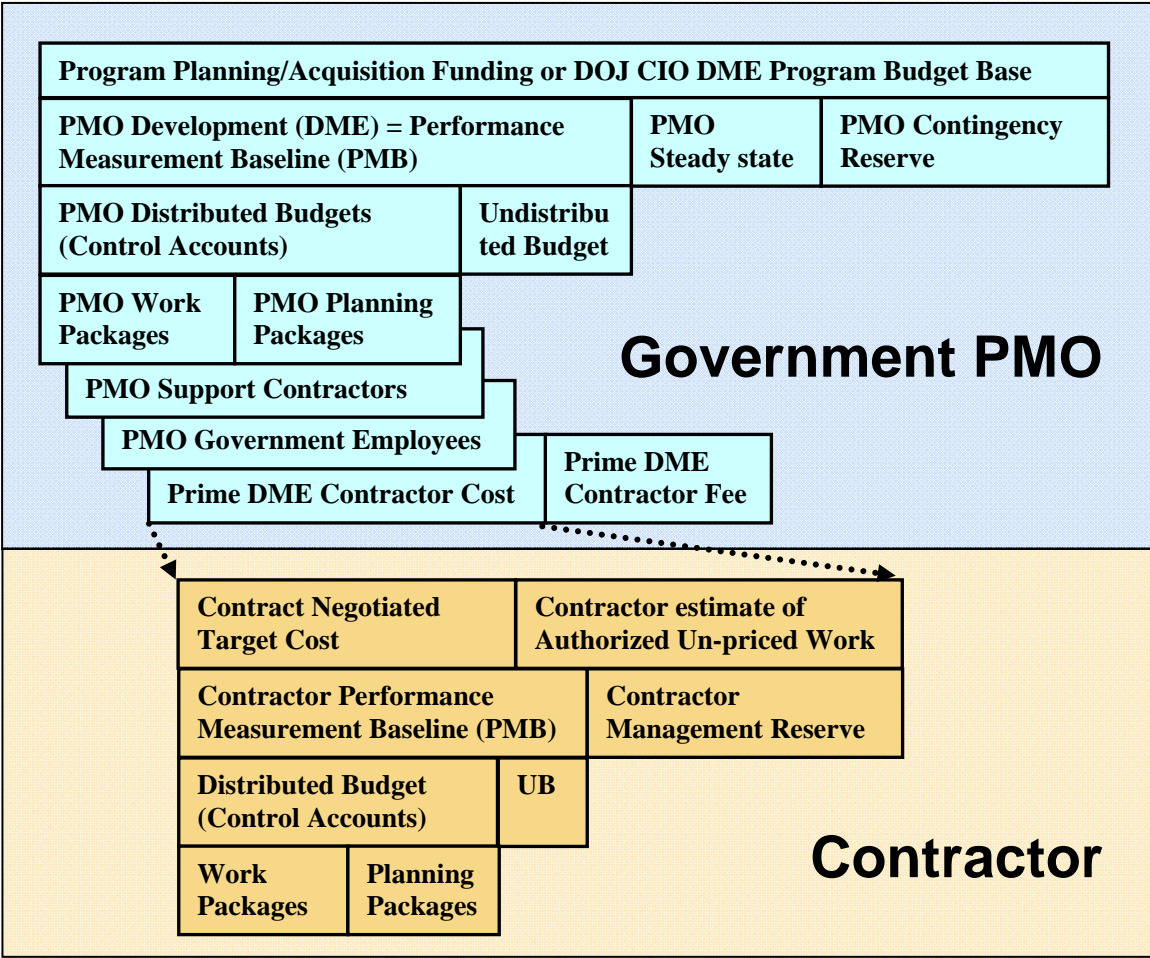 Program Planning/Acquisition Funding or DOJ CIO DME Program Budget Base
PMO Development (DME) = Performance
Measurement Baseline (PMB)
PMO
Steady state
PMO Contingency
Reserve
PMO Distributed Budgets
(Control Accounts)
Undistribu
ted Budget
PMO Work
Packages
PMO Planning
Packages
Government PMO
PMO Support Contractors
PMO Government Employees
Prime DME Contractor Cost
Prime DME
Contractor Fee
Contract Negotiated
Target Cost
Contractor estimate of
Authorized Un-priced Work
Contractor Performance
Measurement Baseline (PMB)
Contractor
Management Reserve
Distributed Budget
(Control Accounts)
UB
Work
Packages
Planning
Packages
Contractor